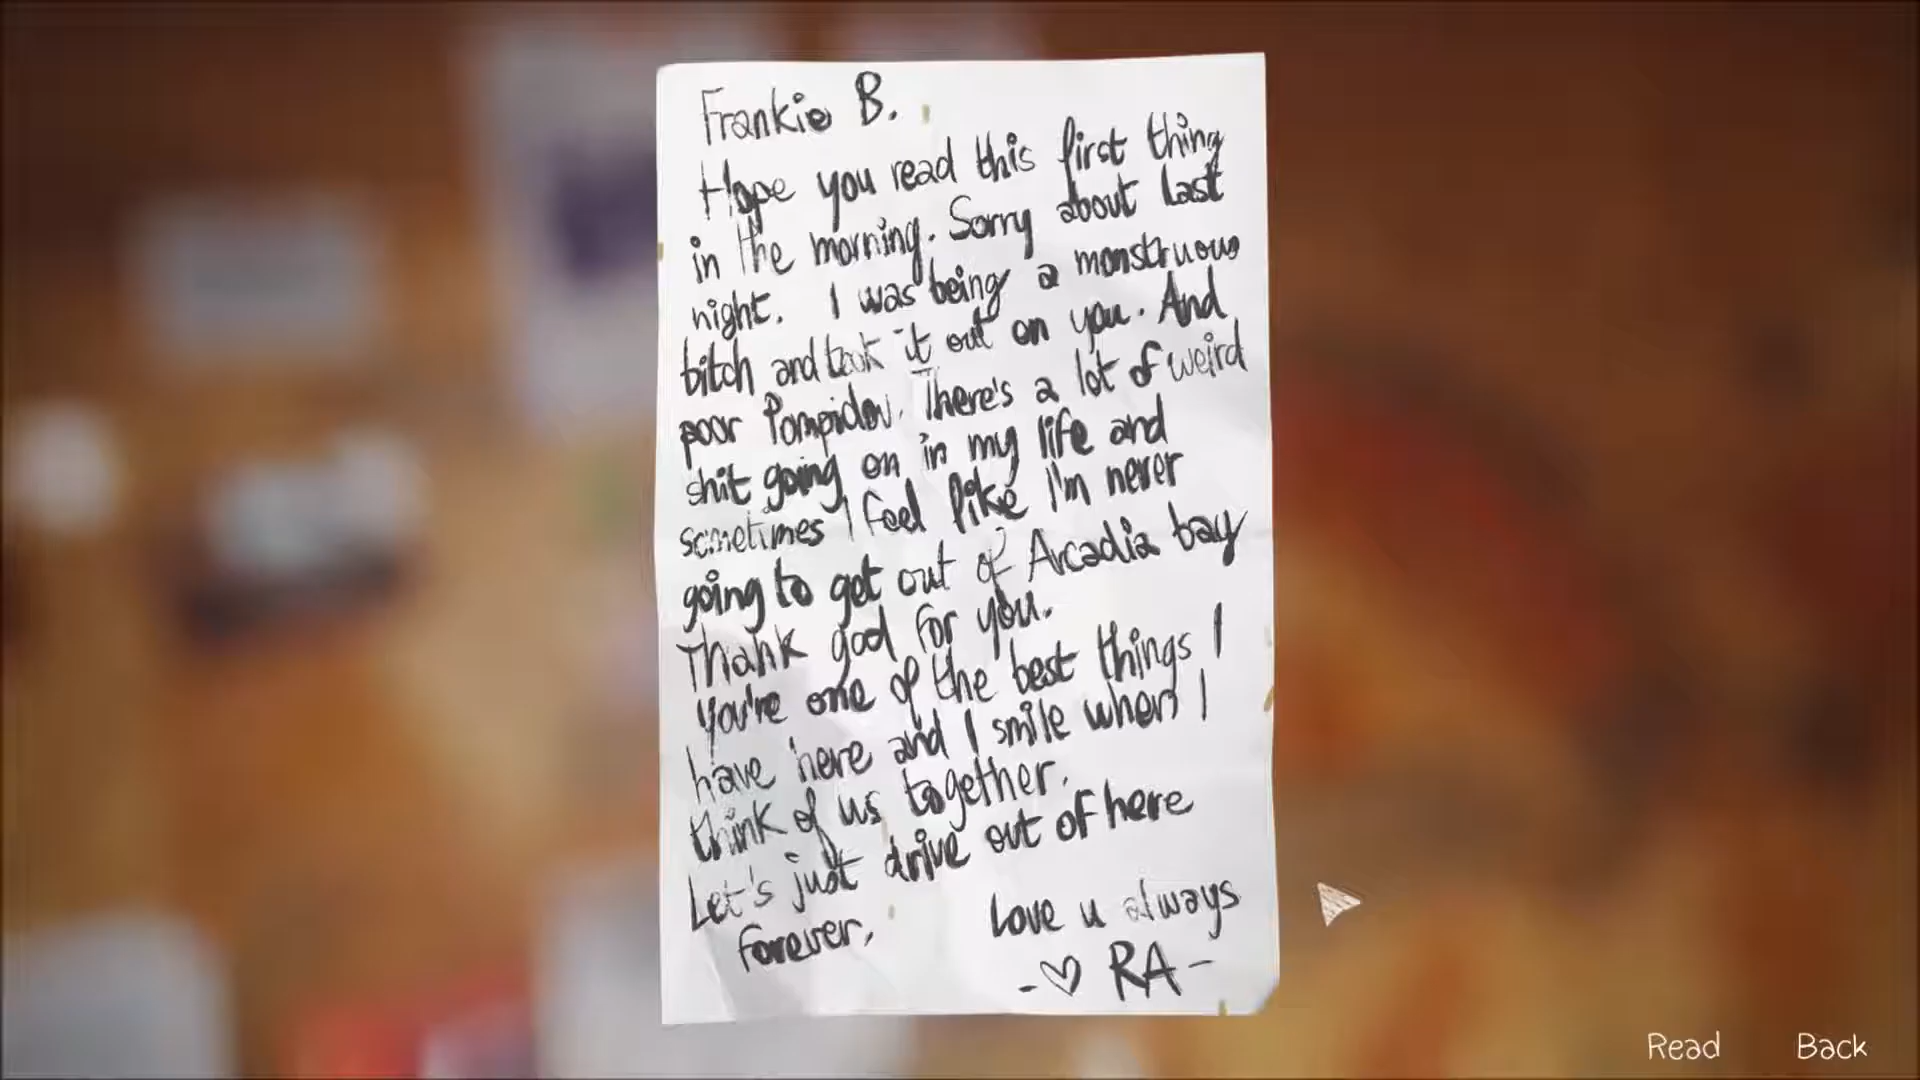 Frankie B.
Hope you read this first thing
in the morning. Sorry about last
night. I was being a monstruous
bitch and took it out on you. And
poor Pompidou. There's a lot of weird
shit going on in my life and
sometimes I feel like I'm never
going to get out of Arcadia bay
Thank god for you.
You're one of the best things I
have here and I smile when I
think of us together.
Let's just drive out of here
forever.
Love u always
-♡ RA-
Read
Back